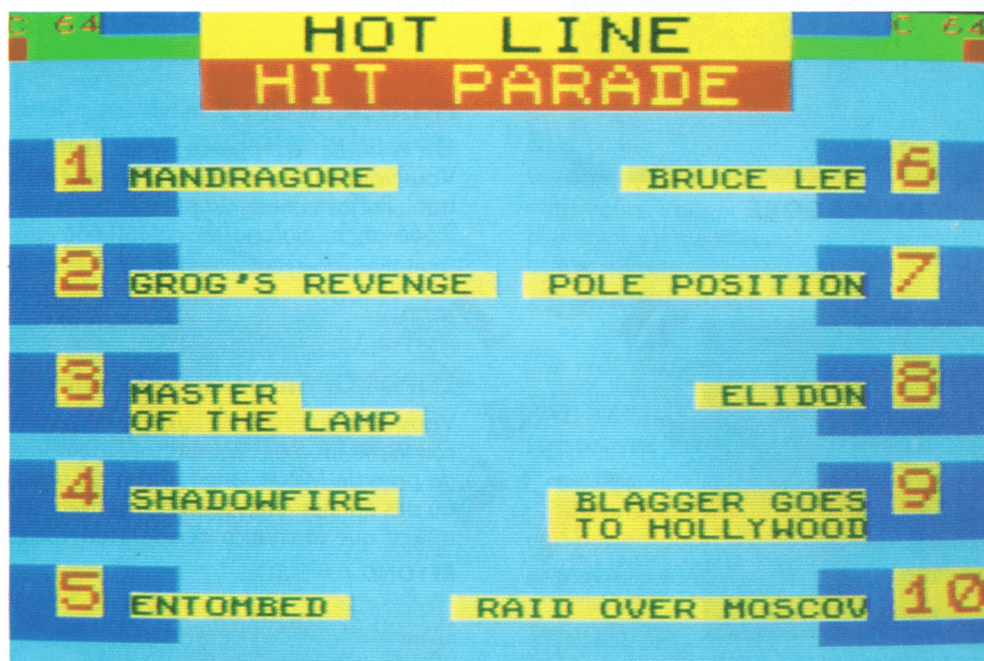 C 64
HOT LINE
C 64
HIT PARADE
1 MANDRAGORE
2 GROG'S REVENGE
3 MASTER
OF THE LAMP
4 SHADOWFIRE
5 ENTOMBED
BRUCE LEE 6
POLE POSITION 7
ELIDON 8
BLAGGER GOES 9
TO HOLLYWOOD
RAID OVER MOSCOV 10